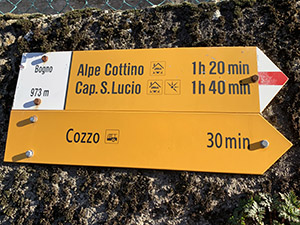 Bogno
973 m
Alpe Cottino 1h 20 min
Cap. S. Lucio 1h 40 min
Cozzo 30 min